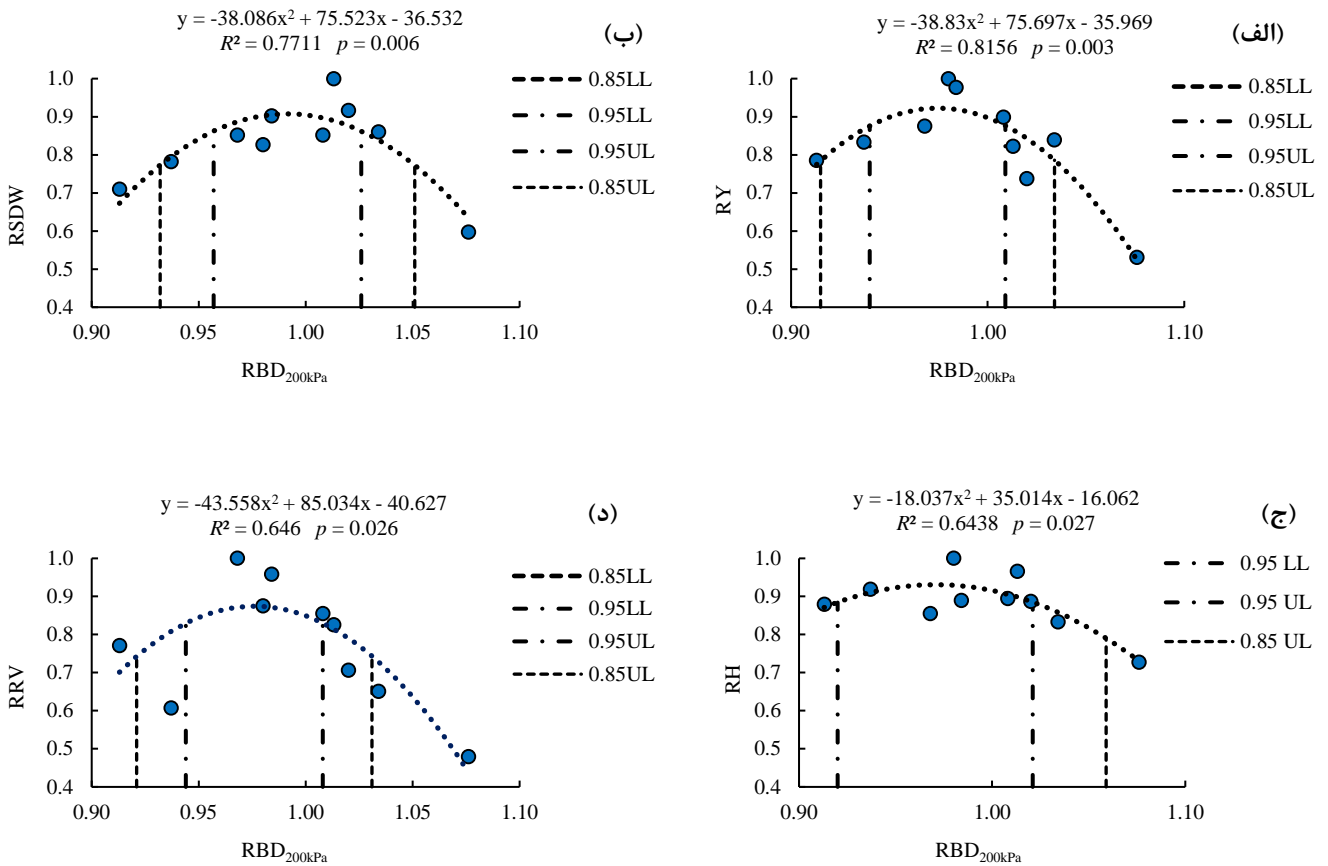 y = -38.086x² + 75.523x - 36.532
R² = 0.7711 p = 0.006
(ب)
1.0
0.9
0.8
0.7
0.6
0.5
0.4
RSDW
0.90
0.95
1.00
1.05
1.10
RBD200kPa
0.85LL
0.95LL
0.95UL
0.85UL
y = -38.83x² + 75.697x - 35.969
R² = 0.8156 p = 0.003
(الف)
1.0
0.9
0.8
0.7
0.6
0.5
0.4
RY
0.90
1.00
1.10
RBD200kPa
0.85LL
0.95LL
0.95UL
0.85UL
y = -43.558x² + 85.034x - 40.627
R² = 0.646 p = 0.026
(د)
1.0
0.9
0.8
0.7
0.6
0.5
0.4
RRV
0.90
0.95
1.00
1.05
1.10
RBD200kPa
0.85LL
0.95LL
0.95UL
0.85UL
y = -18.037x² + 35.014x - 16.062
R² = 0.6438 p = 0.027
(ج)
1.0
0.9
0.8
0.7
0.6
0.5
0.4
RH
0.90
1.00
1.10
RBD200kPa
0.95 LL
0.95 UL
0.85 UL